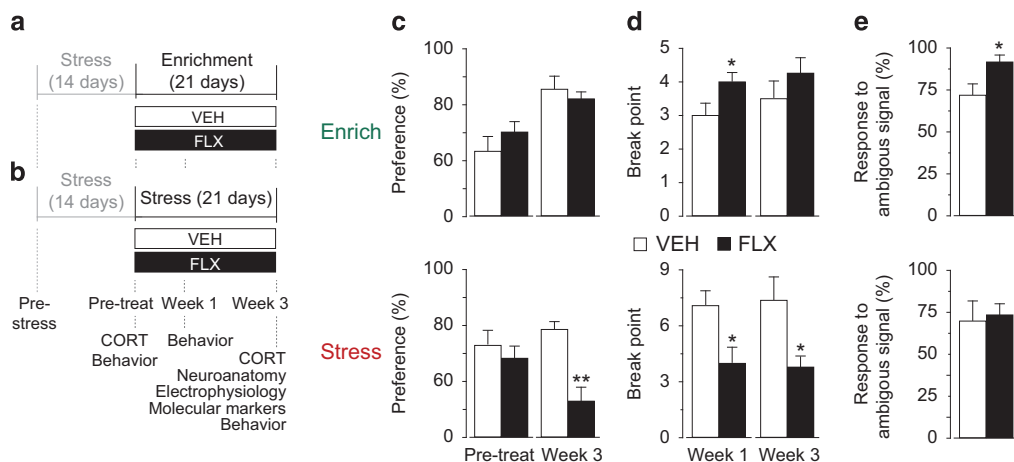 a
Stress
(14 days)
Enrichment
(21 days)
VEH
FLX
b
Stress
(14 days)
Stress (21 days)
VEH
FLX
Pre-
stress
Pre-treat
Week 1
Week 3
CORT
Behavior
Behavior
CORT
Neuroanatomy
Electrophysiology
Molecular markers
Behavior
Enrich
Stress
c
Preference (%)
100
80
60
Preference (%)
100
80
60
**
Pre-treat
Week 3
d
Break point
5
4
3
2
1
0
*
VEH
FLX
Break point
9
6
3
0
*
*
Week 1
Week 3
e
Response to
ambigous signal (%)
100
75
50
25
0
*
Response to
ambigous signal (%)
100
75
50
25
0